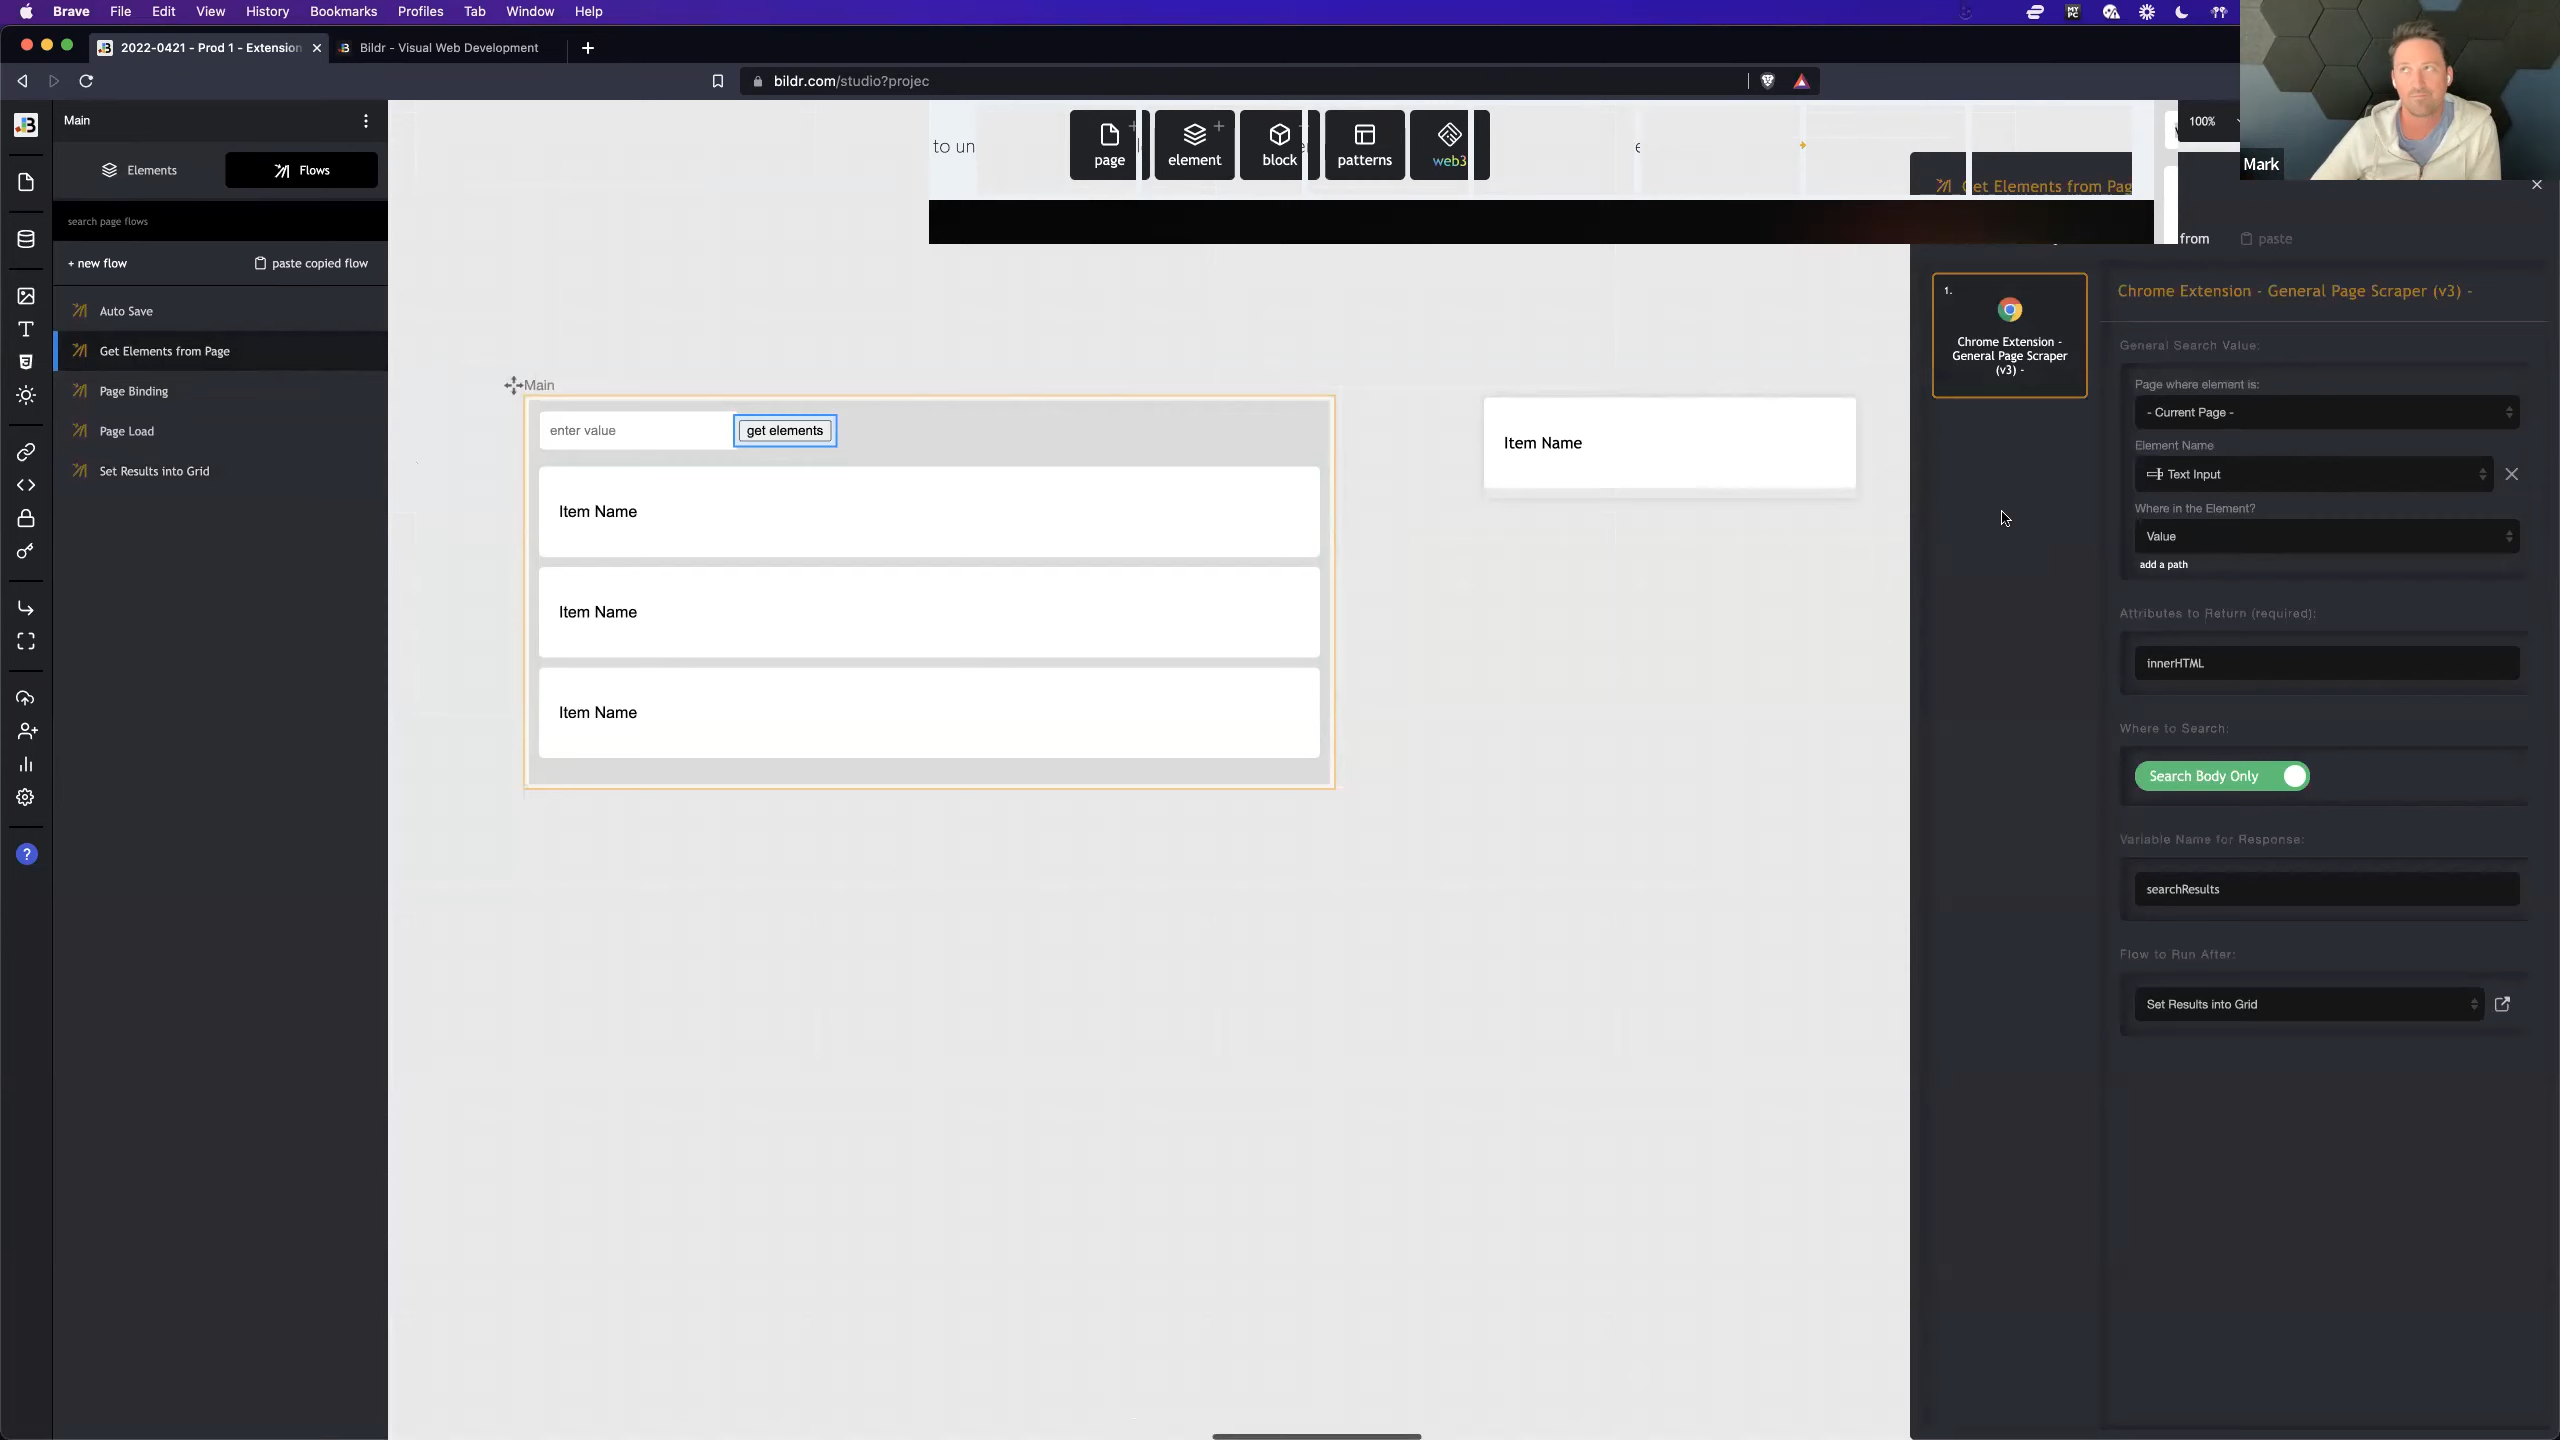 Brave File Edit View History Bookmarks Profiles Tab Window Help
2022-0421 - Prod 1 - Extension
Bildr - Visual Web Development
bildr.com/studio?projec
Main
Elements
Flows
search page flows
+ new flow
paste copied flow
Auto Save
Get Elements from Page
Page Binding
Page Load
Set Results into Grid
to un
page
element
block
patterns
web3
100%
Mark
Get Elements from Pag
from
paste
Main
enter value
get elements
Item Name
Item Name
Item Name
Item Name
1.
Chrome Extension -
General Page Scraper
(v3) -
Chrome Extension - General Page Scraper (v3) -
General Search Value:
Page where element is:
- Current Page -
Element Name
Text Input
Where in the Element?
Value
add a path
Attributes to Return (required):
innerHTML
Where to Search:
Search Body Only
Variable Name for Response:
searchResults
Flow to Run After:
Set Results into Grid